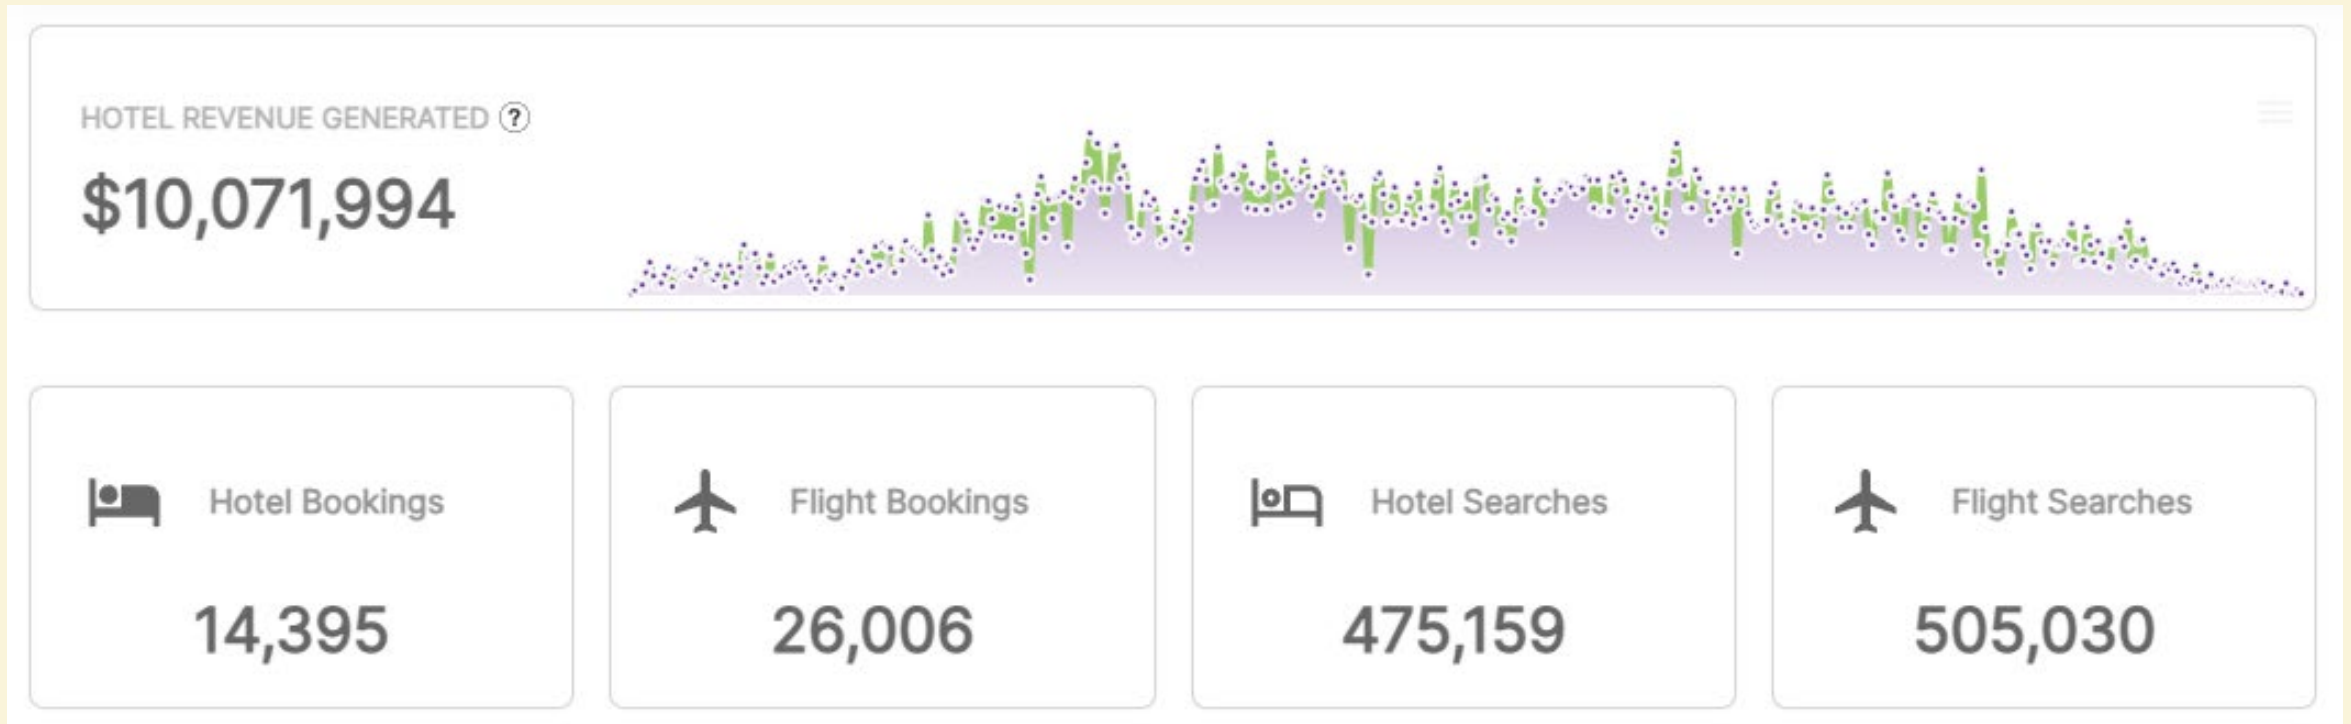 HOTEL REVENUE GENERATED ?
$10,071,994
Hotel Bookings
14,395
Flight Bookings
26,006
Hotel Searches
475,159
Flight Searches
505,030